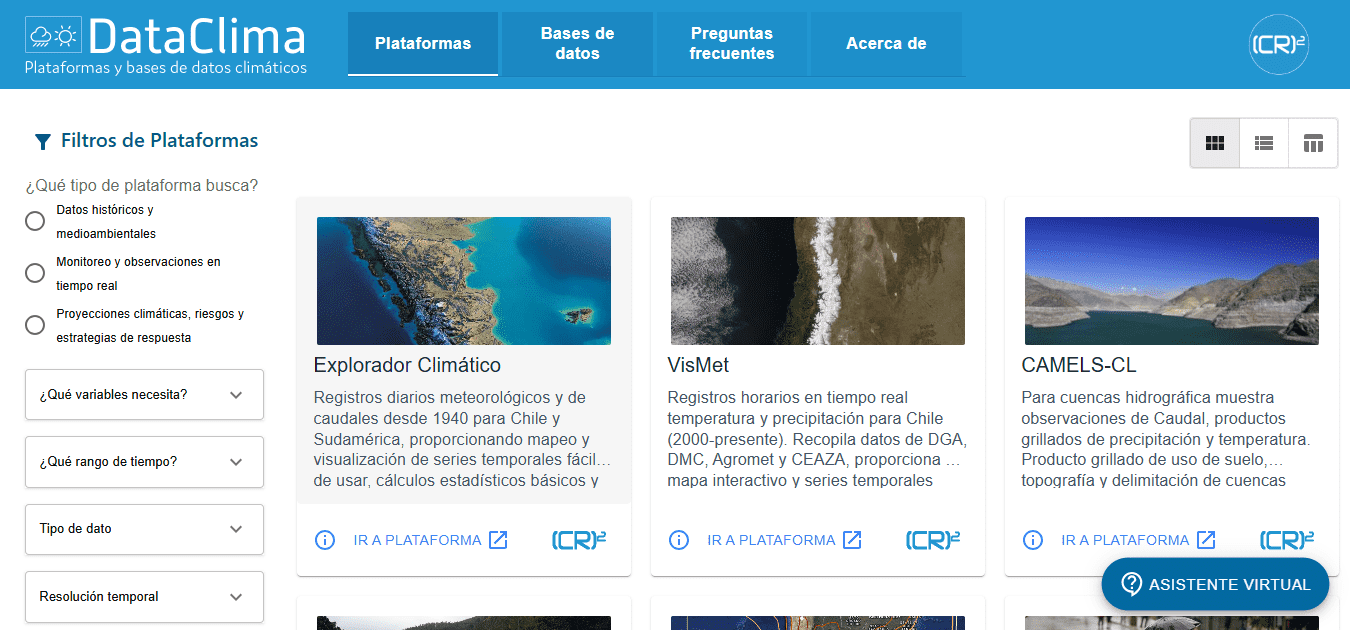 DataClima
Plataformas y bases de datos climáticos
Plataformas
Bases de
datos
Preguntas
frecuentes
Acerca de
(CR)²
Filtros de Plataformas
¿Qué tipo de plataforma busca?
Datos históricos y
medioambientales
Monitoreo y observaciones en
tiempo real
Proyecciones climáticas, riesgos y
estrategias de respuesta
¿Qué variables necesita?
¿Qué rango de tiempo?
Tipo de dato
Resolución temporal
Explorador Climático
Registros diarios meteorológicos y de
caudales desde 1940 para Chile y
Sudamérica, proporcionando mapeo y
visualización de series temporales fácil...
de usar, cálculos estadísticos básicos y
IR A PLATAFORMA
(CR)²
VisMet
Registros horarios en tiempo real
temperatura y precipitación para Chile
(2000-presente). Recopila datos de DGA,
DMC, Agromet y CEAZA, proporciona ...
mapa interactivo y series temporales
IR A PLATAFORMA
(CR)²
CAMELS-CL
Para cuencas hidrográfica muestra
observaciones de Caudal, productos
grillados de precipitación y temperatura.
Producto grillado de uso de suelo,...
topografía y delimitación de cuencas
IR A PLATAFORMA
(CR)²
ASISTENTE VIRTUAL